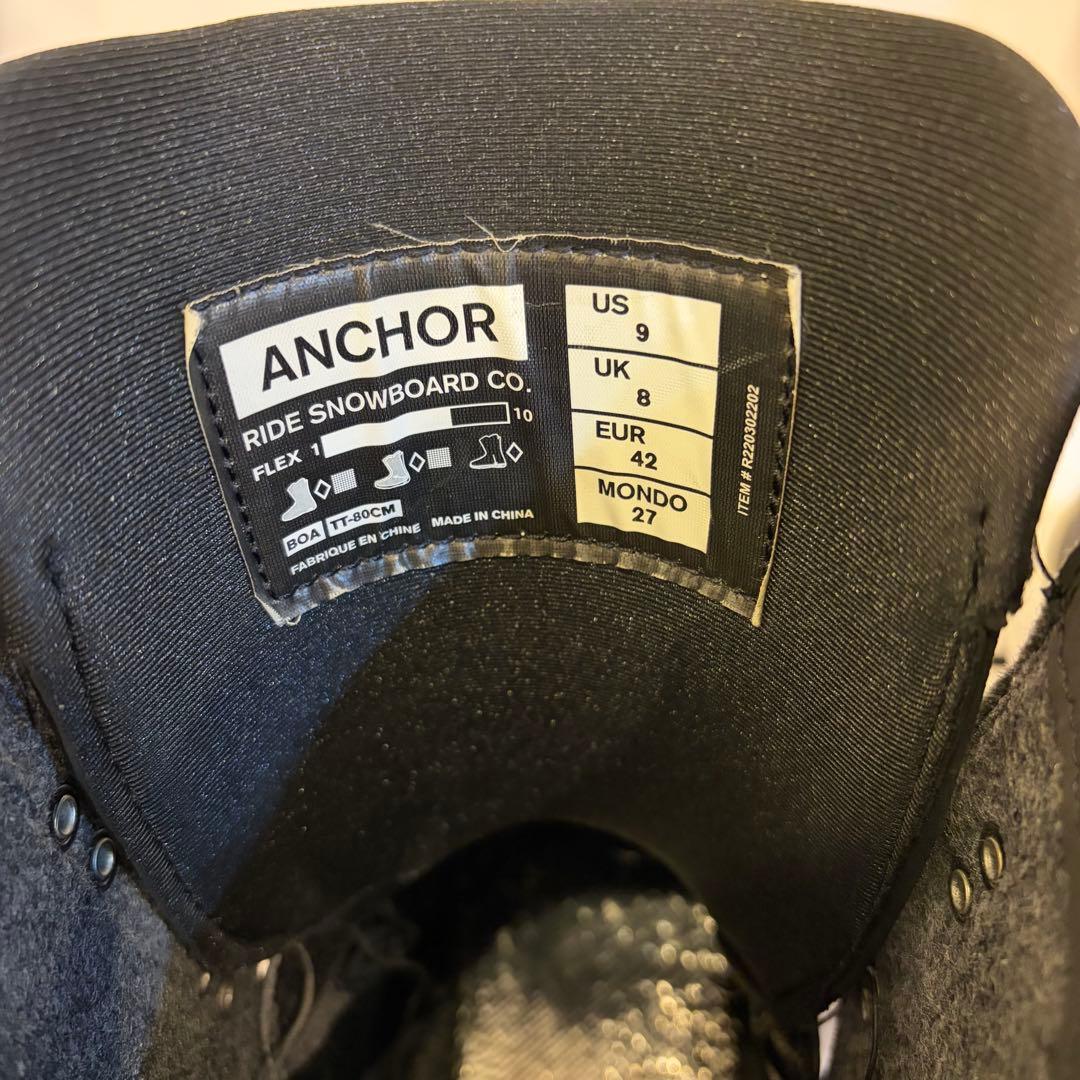 ANCHOR
RIDE SNOWBOARD CO.
FLEX 1 10
BOA TT-80CM
FABRIQUE EN CHINE MADE IN CHINA
US
9
UK
8
EUR
42
MONDO
27
ITEM # R220302202